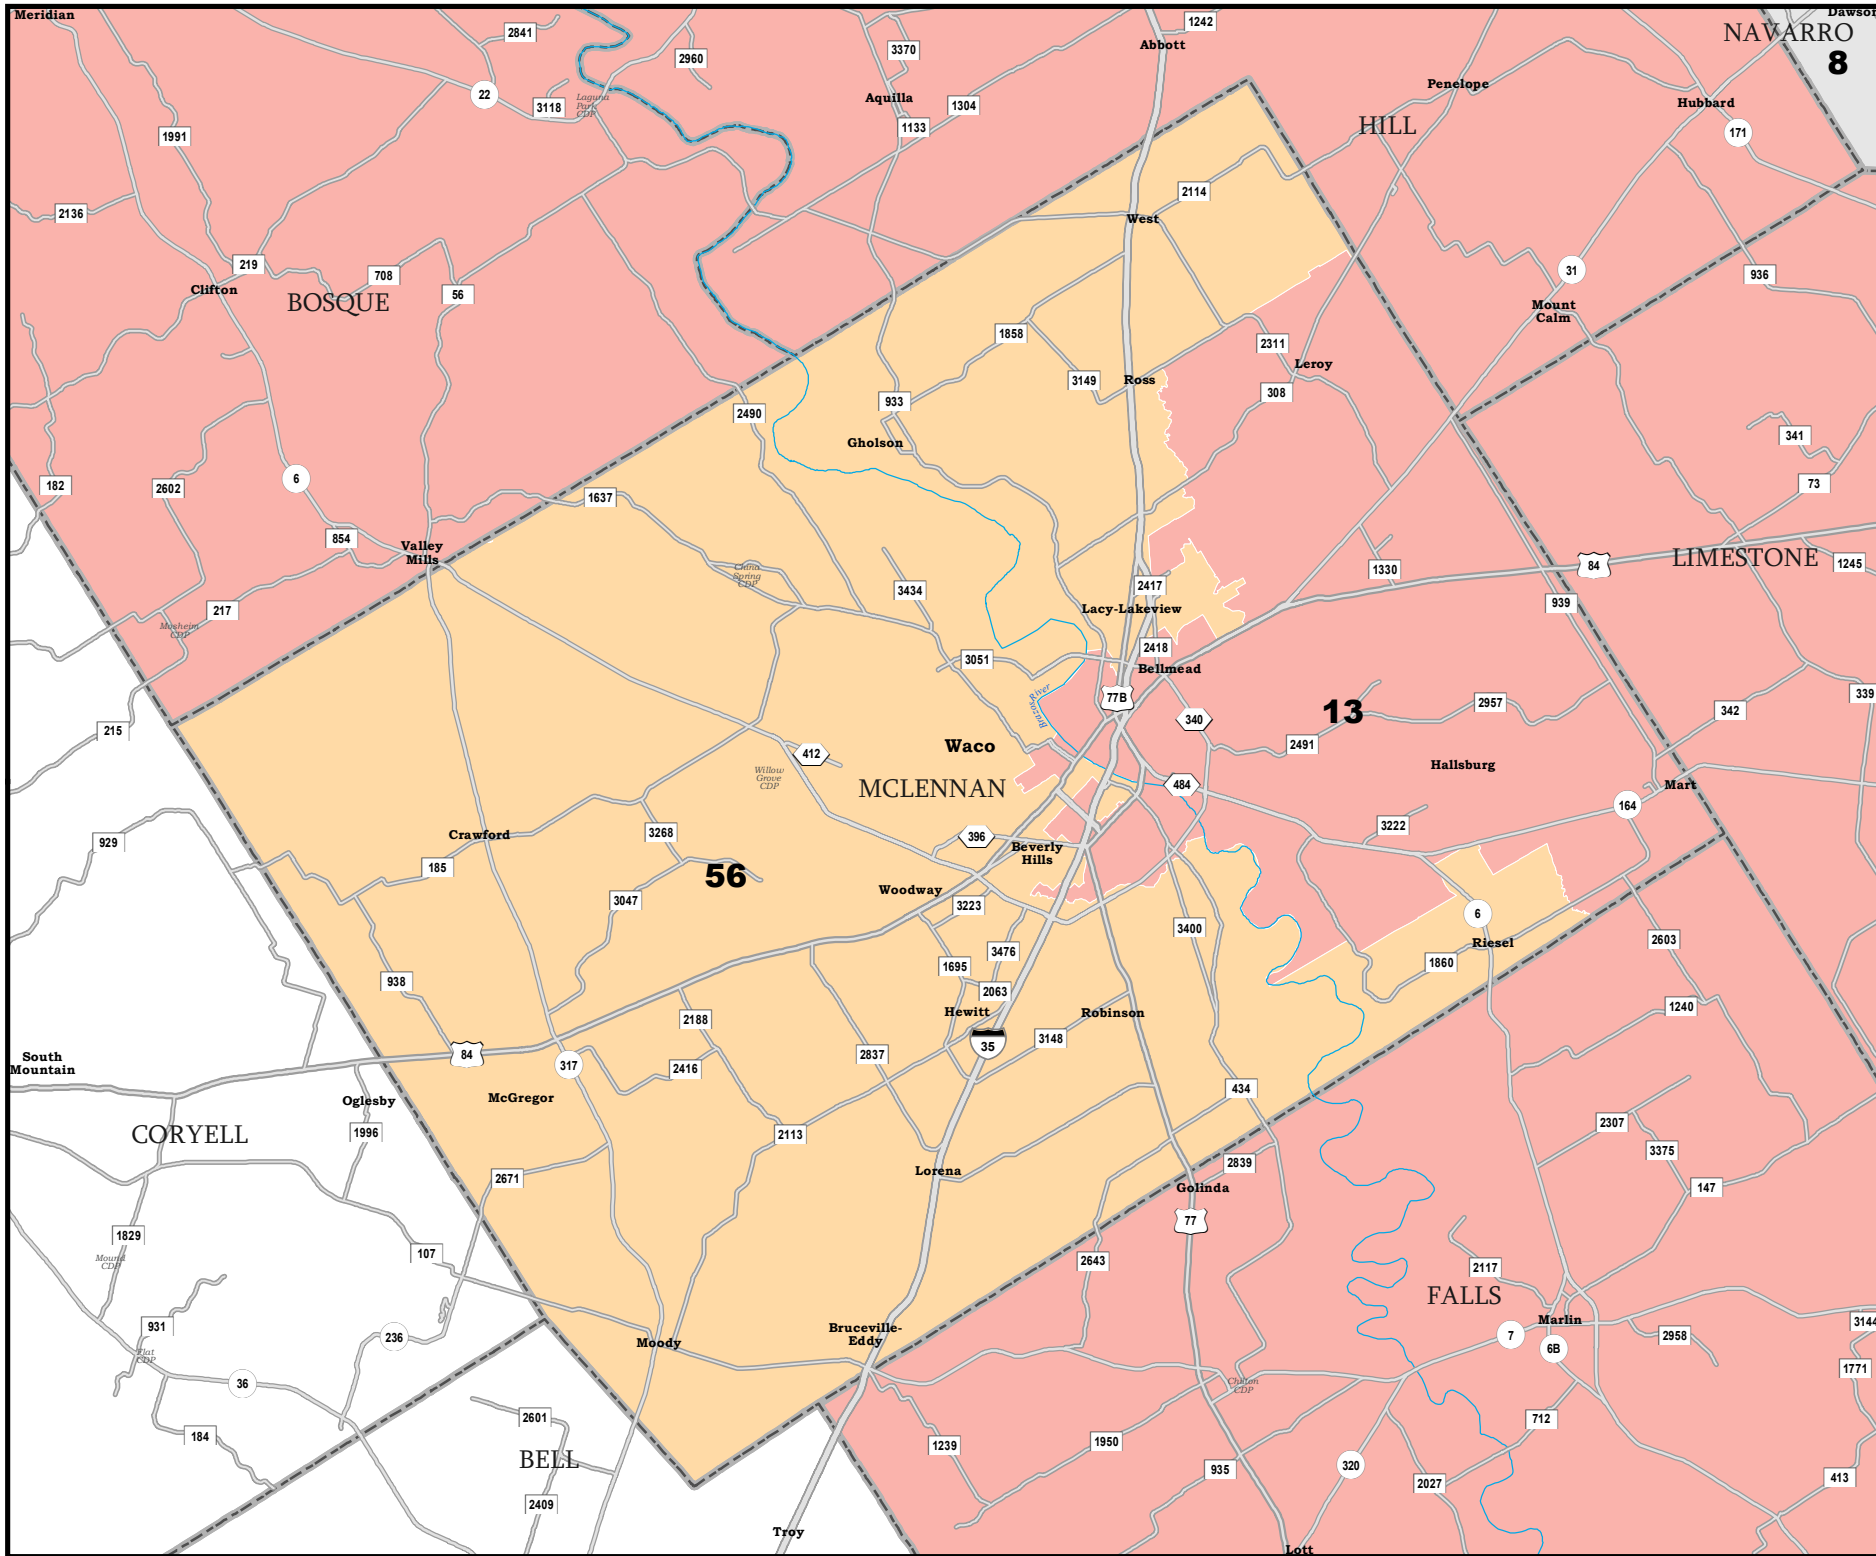 Meridian
2841
2960
3370
1242
Abbott
Dawson
NAVARRO
8
22
3118
Laguna
Park
CDP
Aquilla
1304
1133
Penelope
Hubbard
HILL
171
1991
2136
2114
West
219
708
56
Clifton
BOSQUE
31
936
Mount
Calm
1858
2311
Leroy
3149
Ross
308
933
2490
Gholson
341
73
182
2602
6
1637
854
Valley
Mills
China
Spring
CDP
3434
2417
Lacy-Lakeview
1330
84
LIMESTONE
1245
939
217
Mosheim
CDP
2418
Bellmead
3051
77B
Brazos River
340
13
2957
342
339
215
412
Waco
2491
Hallsburg
Willow
Grove
CDP
MCLENNAN
484
Mart
164
929
Crawford
3268
396
Beverly
Hills
3222
185
56
Woodway
3047
3223
3400
6
Riesel
2603
3476
1695
1860
938
2063
Hewitt
Robinson
1240
2188
35
3148
South
Mountain
84
317
2416
2837
434
McGregor
Oglesby
CORYELL
1996
2113
2307
3375
2671
Lorena
2839
Golinda
147
77
1829
Mound
CDP
107
2643
2117
FALLS
931
236
Flat
CDP
Moody
Bruceville-
Eddy
Marlin
7
6B
2958
3144
1771
36
Chilton
CDP
2601
184
712
1239
1950
BELL
935
320
2027
413
2409
Troy
Lott